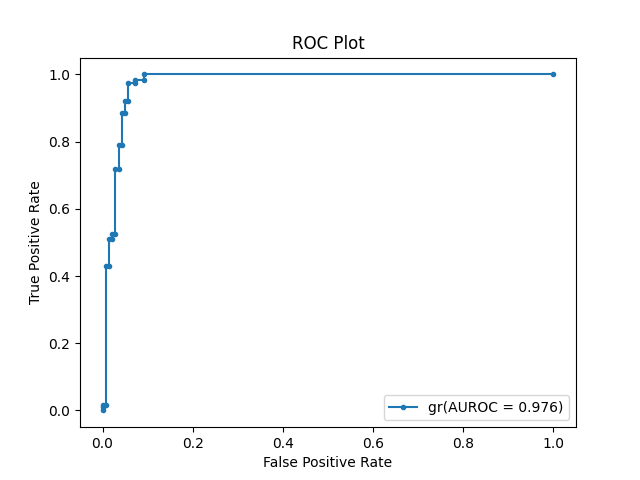 ROC Plot
1.0
0.8
0.6
0.4
0.2
0.0
True Positive Rate
gr(AUROC = 0.976)
0.0 0.2 0.4 0.6 0.8 1.0
False Positive Rate